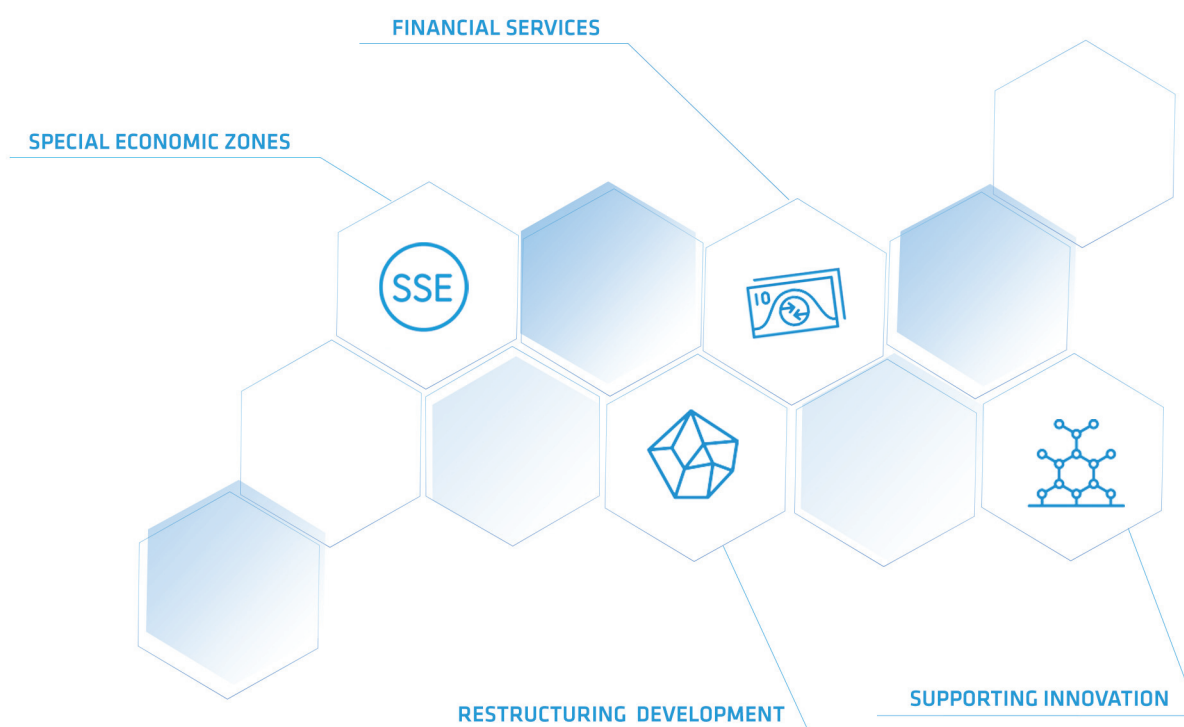 FINANCIAL SERVICES
SPECIAL ECONOMIC ZONES
SSE
10
RESTRUCTURING DEVELOPMENT
SUPPORTING INNOVATION